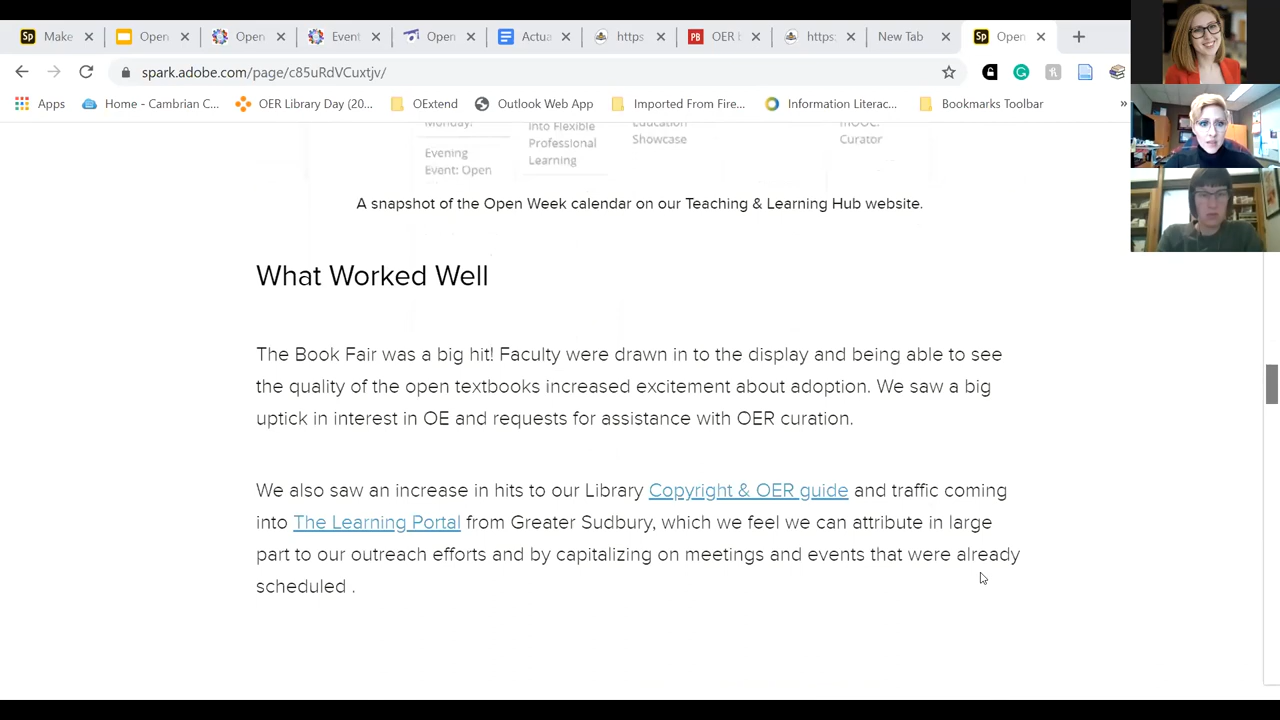 Make
Open
Open
Event
Open
Actua
https
OER b
https:
New Tab
Open
spark.adobe.com/page/r85uRdVCuxtjv/
Apps
Home - Cambrian C...
OER Library Day (20...
OExtend
Outlook Web App
Imported From Fire...
Information Literac...
Bookmarks Toolbar
Monday!
Evening
Event: Open
into Flexible
Professional
Learning
Education
Showcase
MOOC:
Curator
A snapshot of the Open Week calendar on our Teaching & Learning Hub website.
What Worked Well
The Book Fair was a big hit! Faculty were drawn in to the display and being able to see
the quality of the open textbooks increased excitement about adoption. We saw a big
uptick in interest in OE and requests for assistance with OER curation.
We also saw an increase in hits to our Library Copyright & OER guide and traffic coming
into The Learning Portal from Greater Sudbury, which we feel we can attribute in large
part to our outreach efforts and by capitalizing on meetings and events that were already
scheduled .